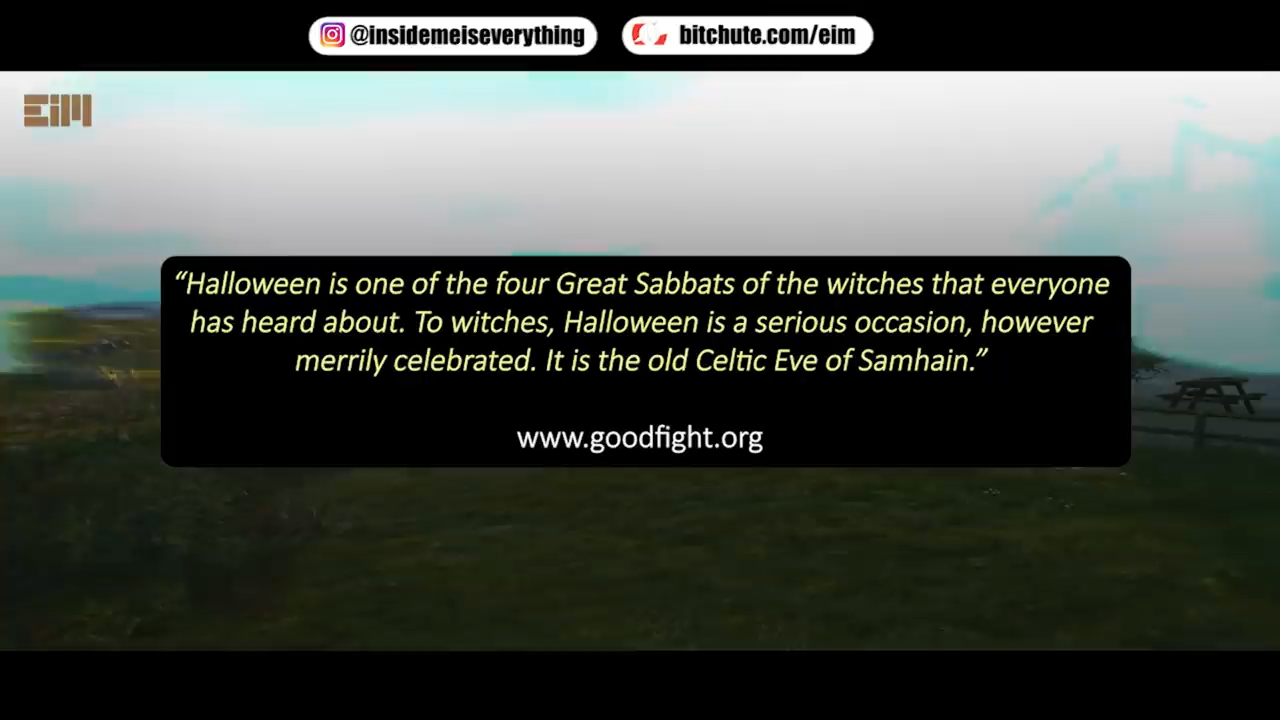 @insidemeiseverything
bitchute.com/eim
EiM
“Halloween is one of the four Great Sabbats of the witches that everyone
has heard about. To witches, Halloween is a serious occasion, however
merrily celebrated. It is the old Celtic Eve of Samhain.”
www.goodfight.org